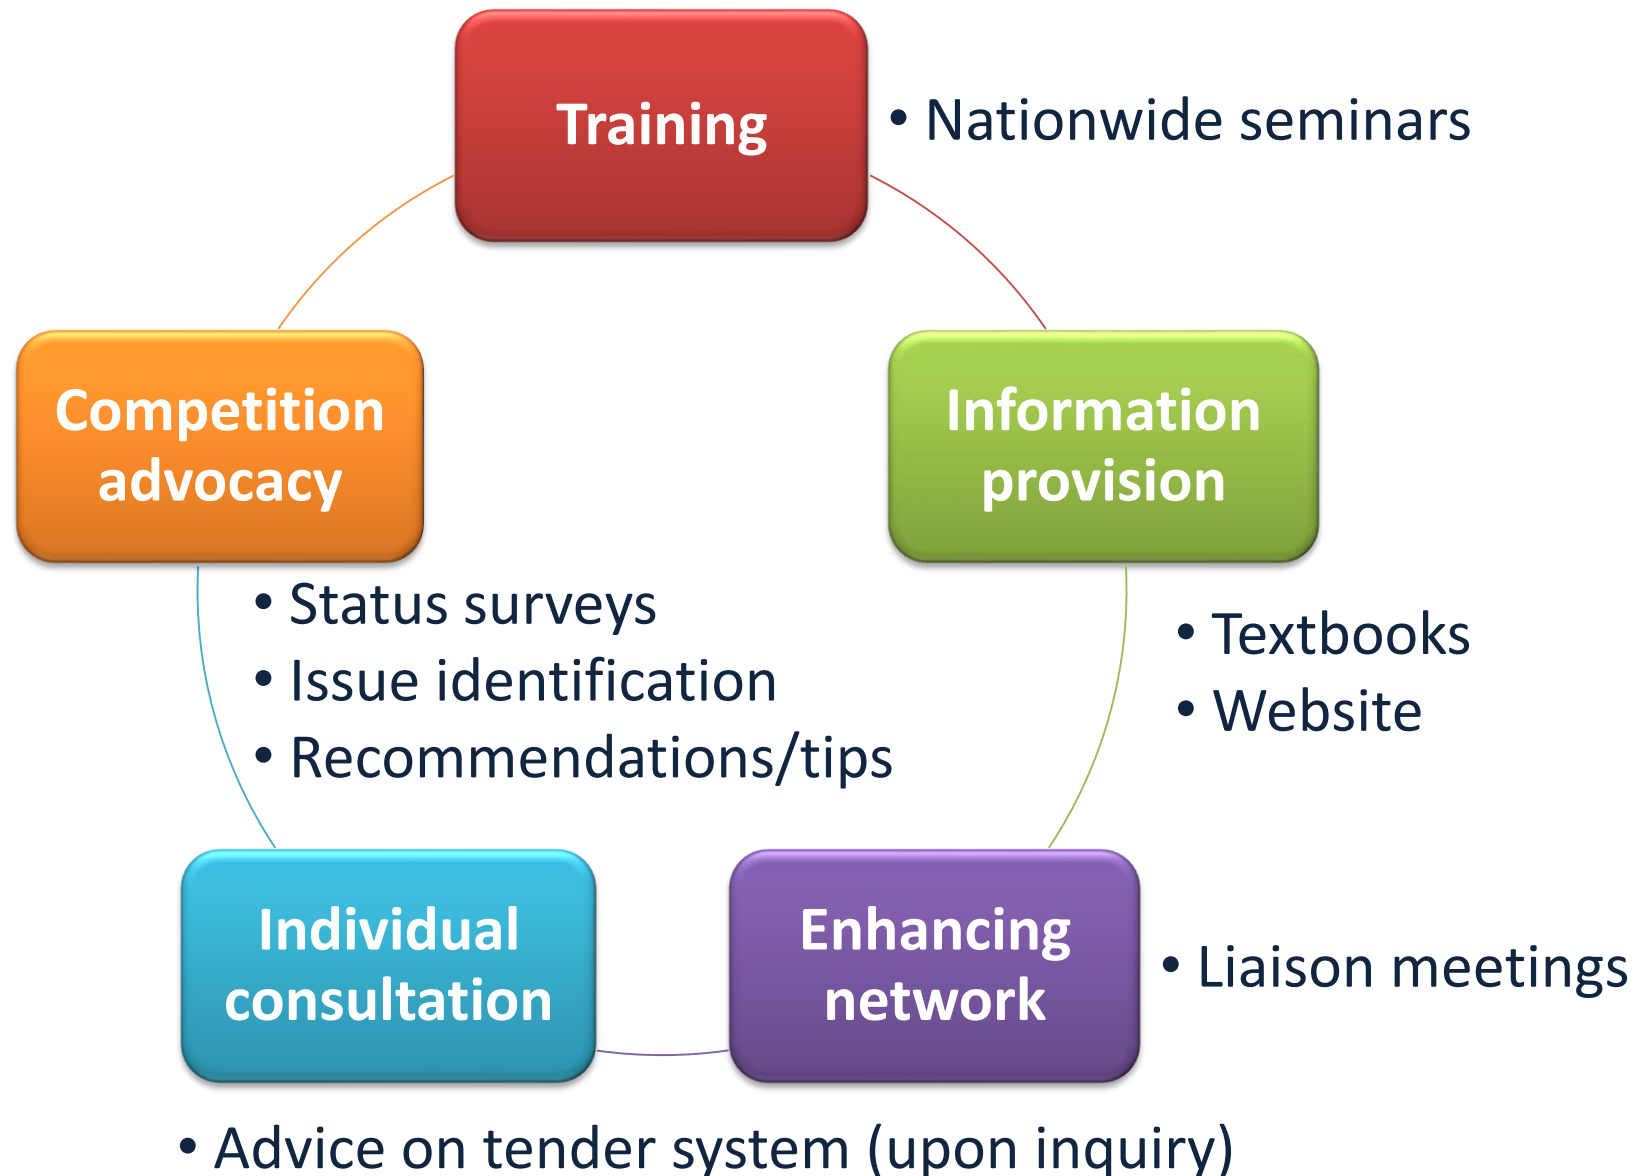 Training
• Nationwide seminars
Competition
advocacy
Information
provision
• Status surveys
• Issue identification
• Recommendations/tips
• Textbooks
• Website
Individual
consultation
Enhancing
network
• Liaison meetings
• Advice on tender system (upon inquiry)